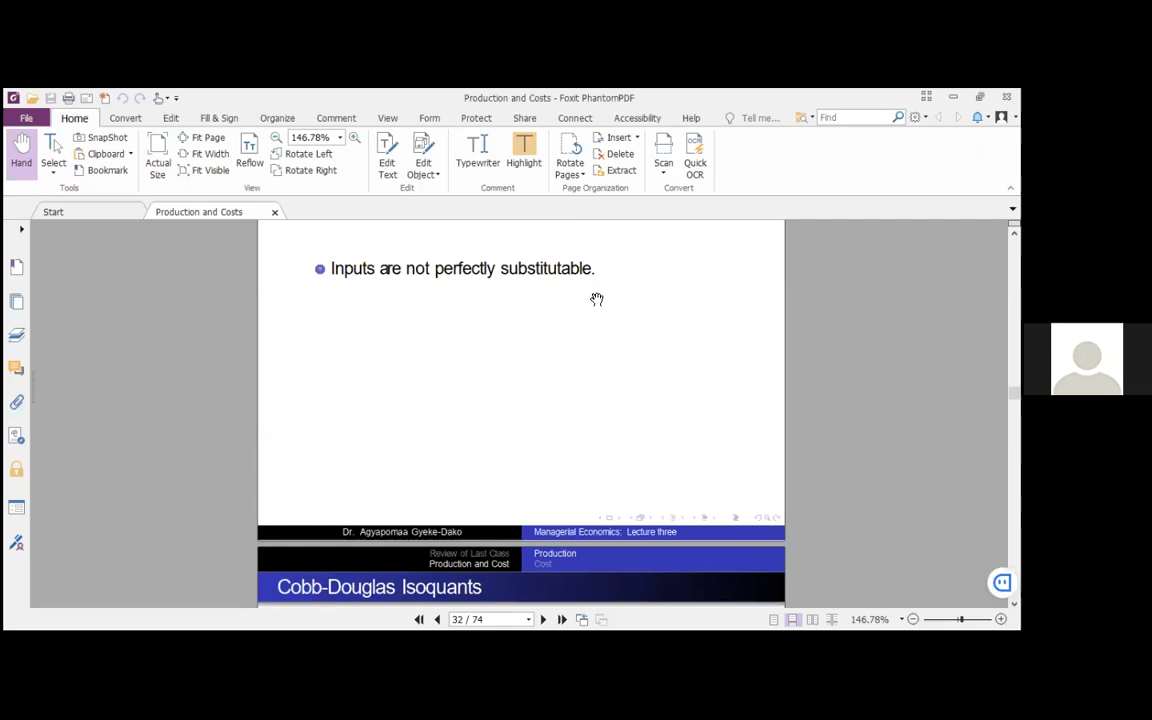 Production and Costs - Foxit PhantomPDF
File Home Convert Edit Fill & Sign Organize Comment View Form Protect Share Connect Accessibility Help Tell me... Find
Hand
Select
SnapShot
Clipboard
Bookmark
Tools
Actual Size
Fit Page
Fit Width
Fit Visible
Reflow
146.78%
Rotate Left
Rotate Right
View
Edit Text
Edit Object
Edit
Typewriter
Highlight
Comment
Rotate Pages
Insert
Delete
Extract
Page Organization
Scan
Quick OCR
Convert
Start
Production and Costs
Inputs are not perfectly substitutable.
Dr. Agyapomaa Gyeke-Dako Managerial Economics: Lecture three
Review of Last Class Production
Production and Cost Cost
Cobb-Douglas Isoquants
32 / 74
146.78%